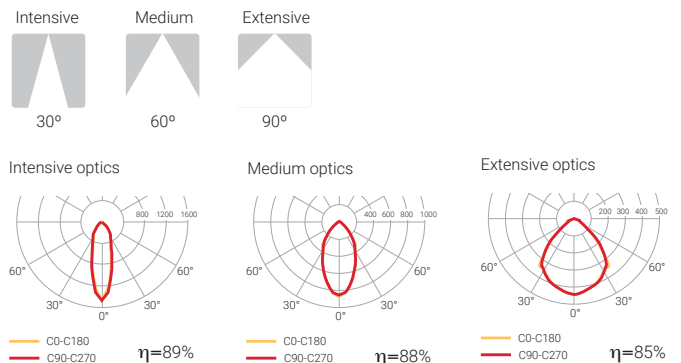 Intensive Medium Extensive
30º 60º 90º
Intensive optics
800 1200 1600
60° 60°
30° 30°
0°
C0-C180
C90-C270
η=89%
Medium optics
400 600 800 1000
60° 60°
30° 30°
0°
C0-C180
C90-C270
η=88%
Extensive optics
200 300 400 500
60° 60°
30° 30°
0°
C0-C180
C90-C270
η=85%